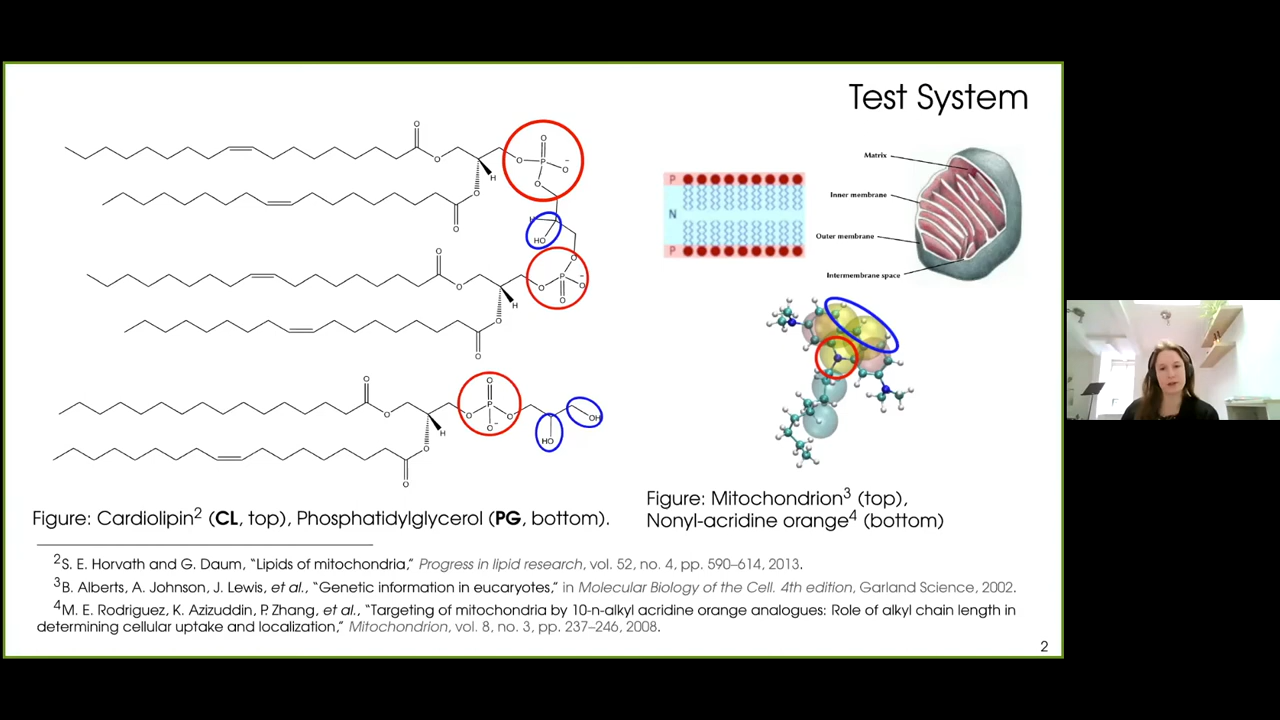 Test System
O
O
O
P
O
O⁻
H
O
O
O
H
HO
O
O
O
P
O⁻
H
O
O
O
O
O
O
P
O
O
O⁻
H
HO
OH
O
O
P
N
P
Matrix
Inner membrane
Outer membrane
Intermembrane space
Figure: Cardiolipin² (CL, top), Phosphatidylglycerol (PG, bottom).
Figure: Mitochondrion³ (top),
Nonyl-acridine orange⁴ (bottom)
²S. E. Horvath and G. Daum, “Lipids of mitochondria,” Progress in lipid research, vol. 52, no. 4, pp. 590–614, 2013.
³B. Alberts, A. Johnson, J. Lewis, et al., “Genetic information in eucaryotes,” in Molecular Biology of the Cell. 4th edition, Garland Science, 2002.
⁴M. E. Rodriguez, K. Azizuddin, P. Zhang, et al., “Targeting of mitochondria by 10-n-alkyl acridine orange analogues: Role of alkyl chain length in
determining cellular uptake and localization,” Mitochondrion, vol. 8, no. 3, pp. 237–246, 2008.
2